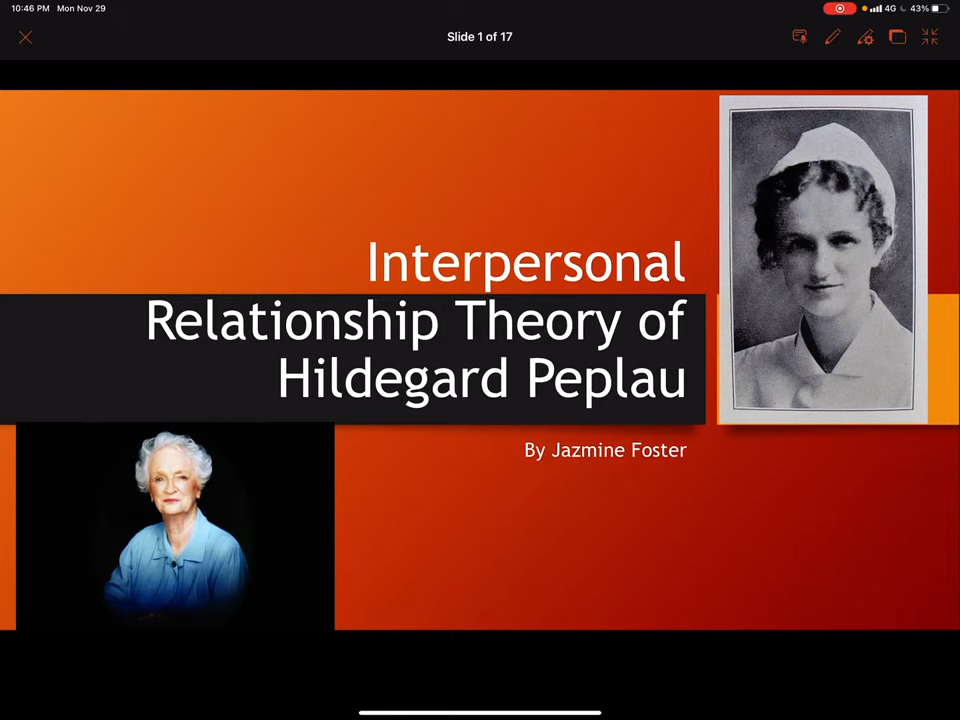 10:46 PM Mon Nov 29
4G 43%
Slide 1 of 17
Interpersonal
Relationship Theory of
Hildegard Peplau
By Jazmine Foster